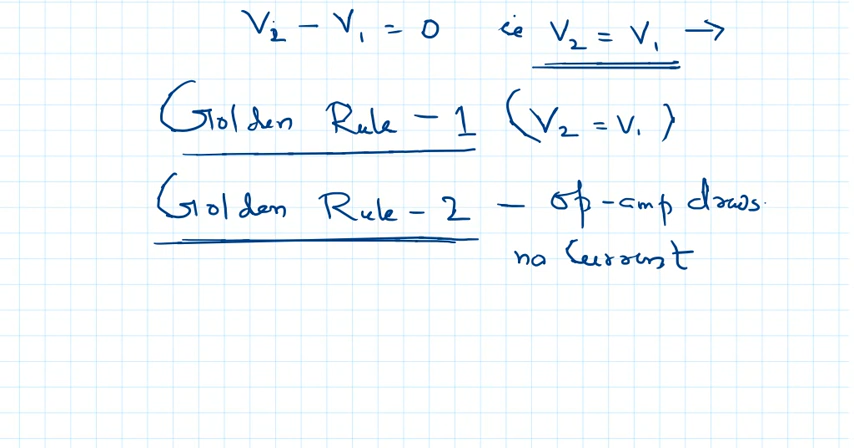 V₂ − V₁ = 0 ie V₂ = V₁ →
Golden Rule − 1 (V₂ = V₁)
Golden Rule − 2 − op-amp draws
no current